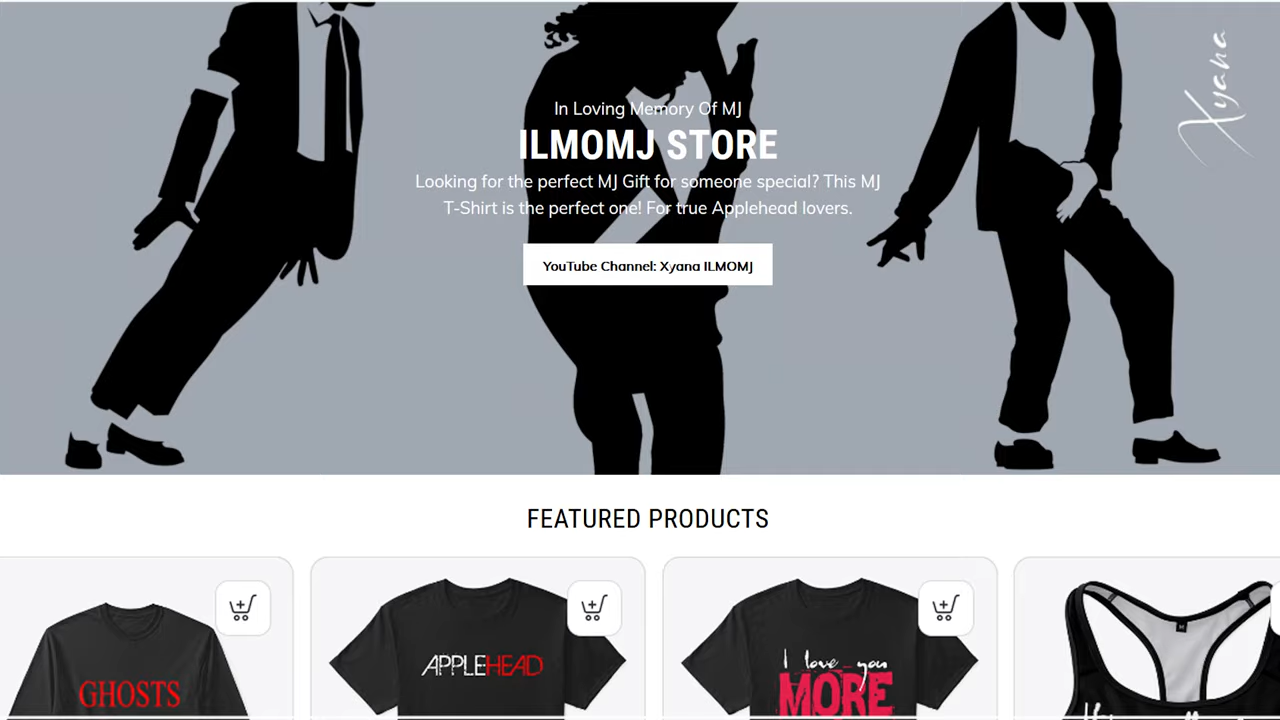 Xyana
In Loving Memory Of MJ
ILMOMJ STORE
Looking for the perfect MJ Gift for someone special? This MJ
T-Shirt is the perfect one! For true Applehead lovers.
YouTube Channel: Xyana ILMOMJ
FEATURED PRODUCTS
GHOSTS
APPLEHEAD
I love you
MORE